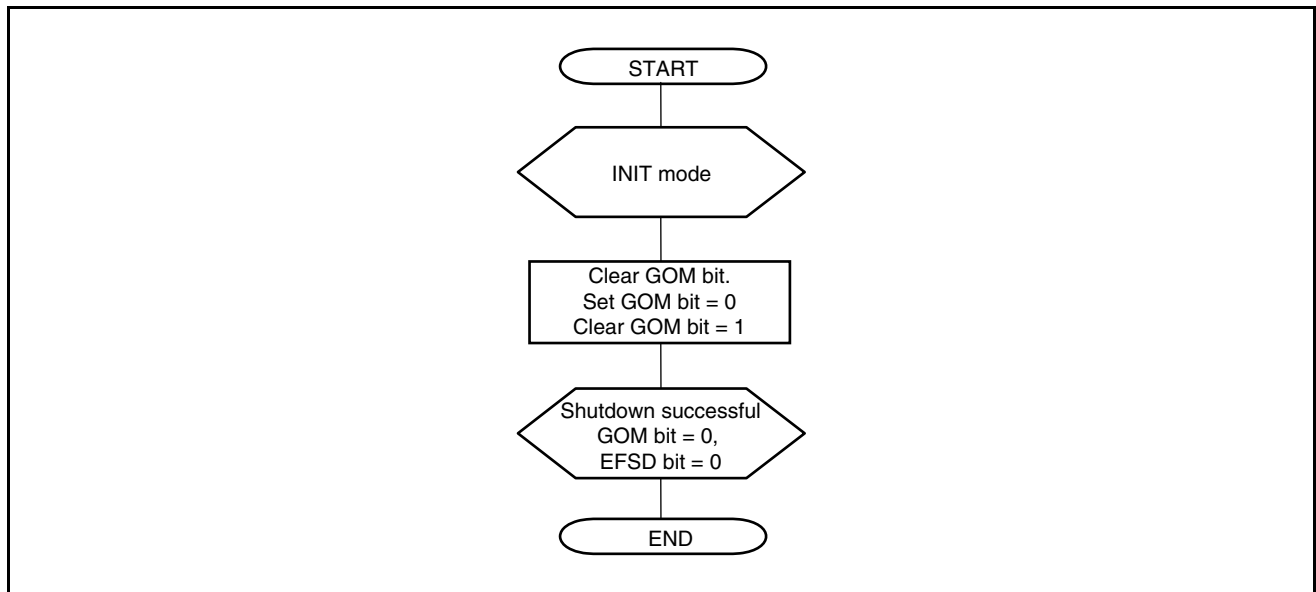 START
INIT mode
Clear GOM bit.
Set GOM bit = 0
Clear GOM bit = 1
Shutdown successful
GOM bit = 0,
EFSD bit = 0
END